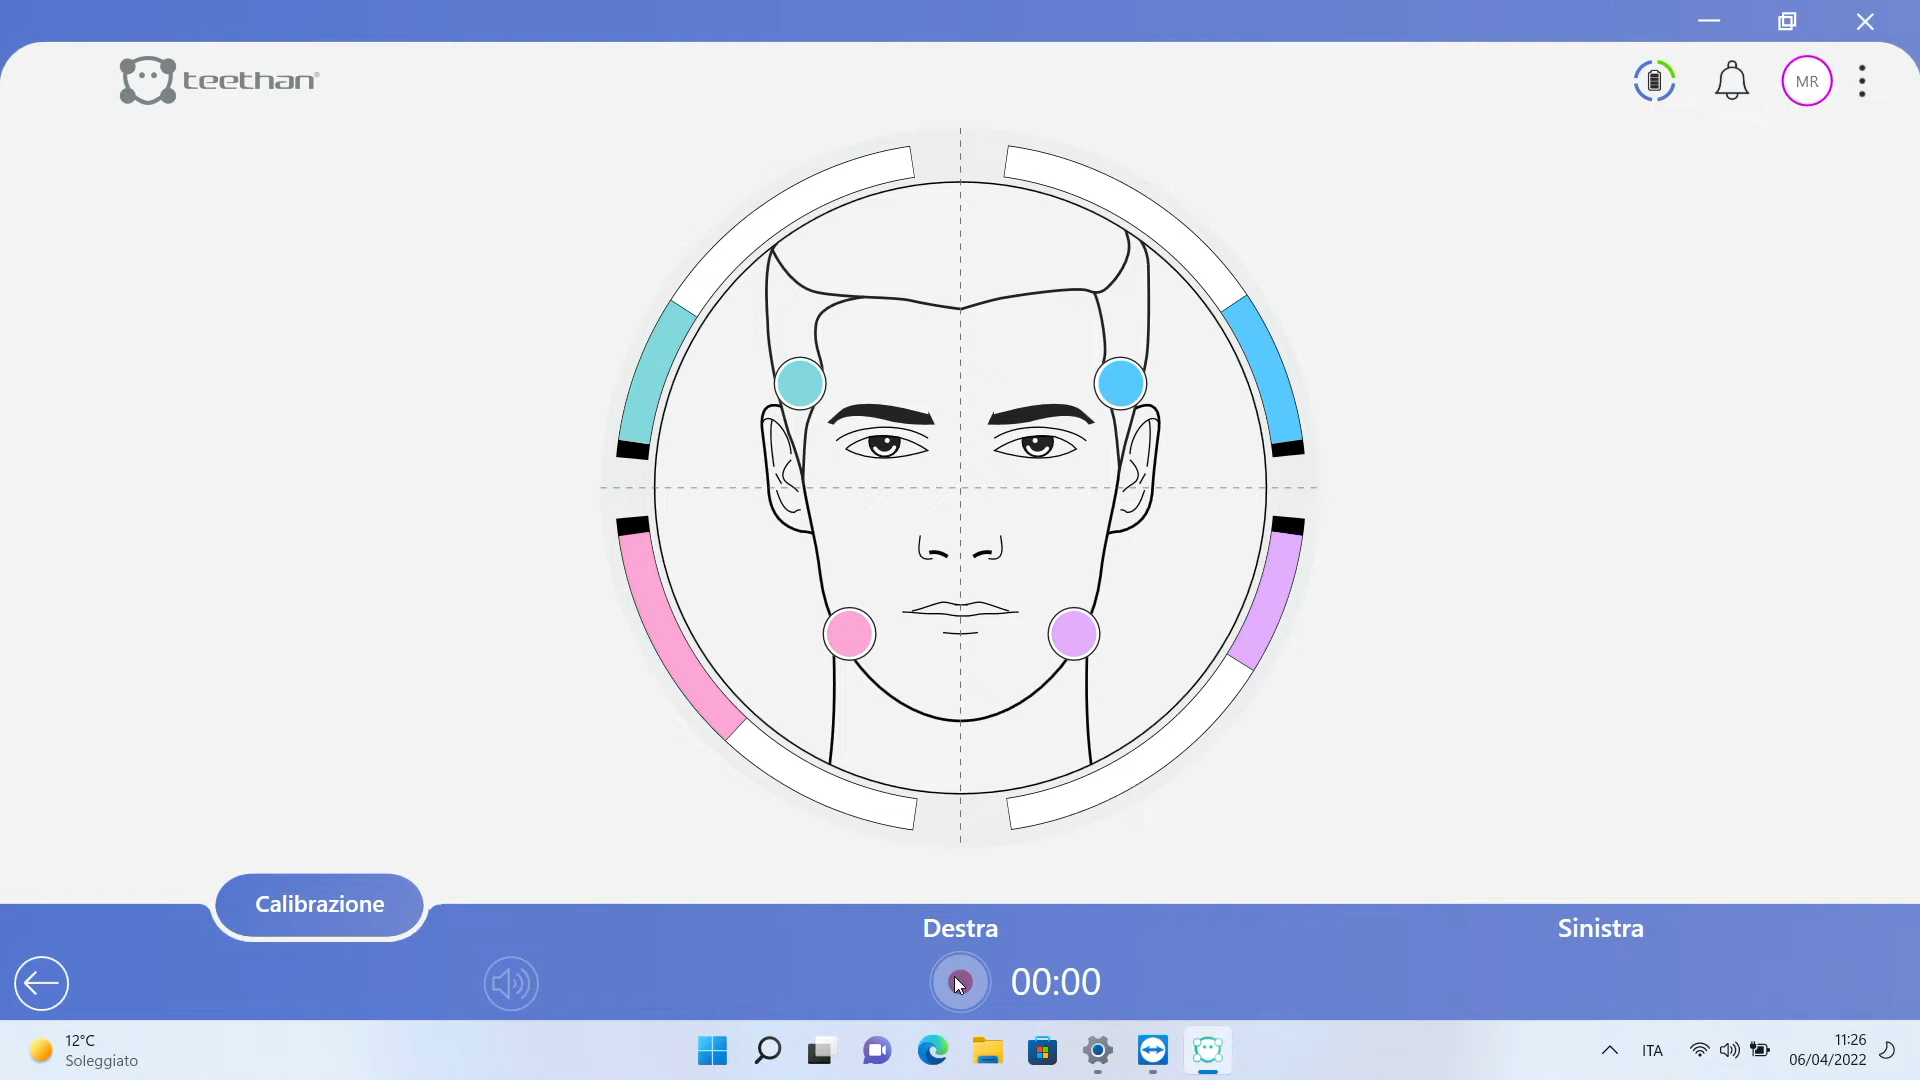 teethan®
MR
Calibrazione
Destra
Sinistra
00:00
12°C
Soleggiato
ITA
11:26
06/04/2022